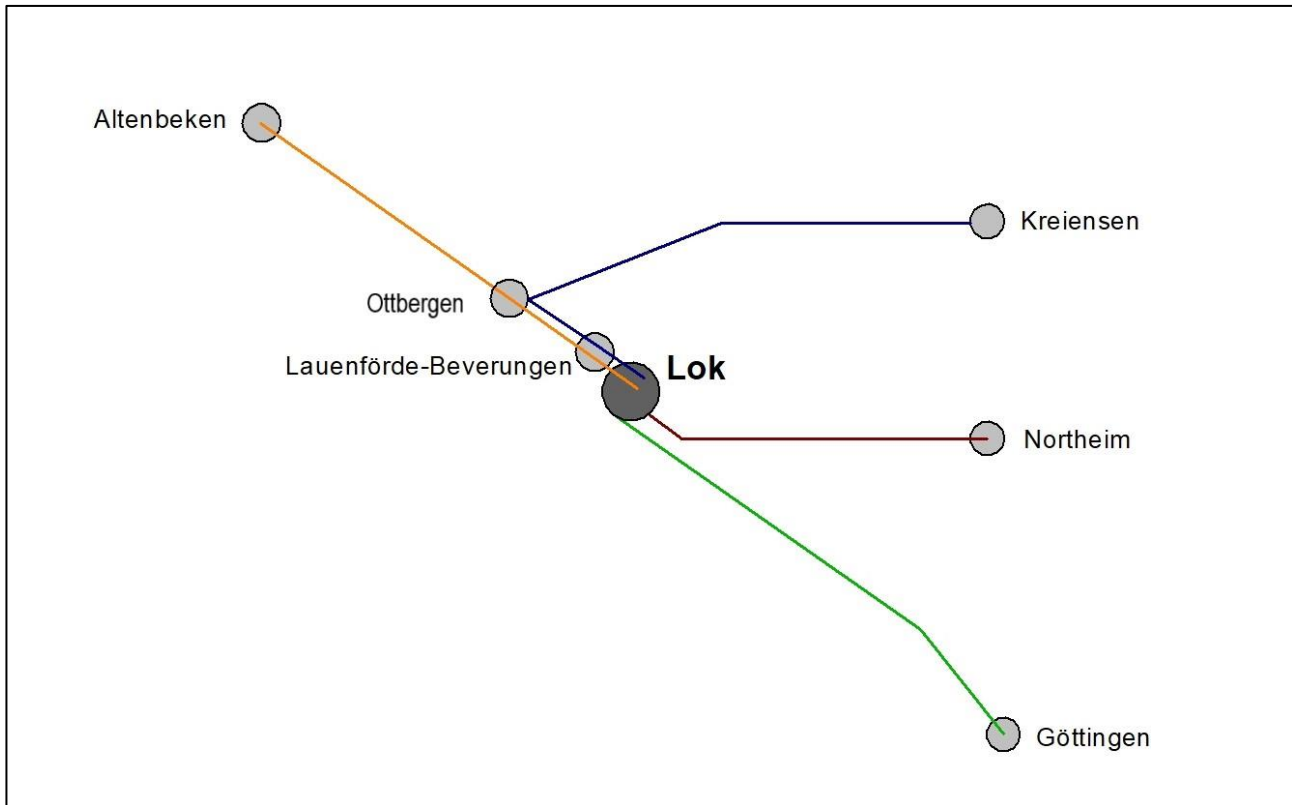 Altenbeken
Kreiensen
Ottbergen
Lauenförde-Beverungen
Lok
Northeim
Göttingen